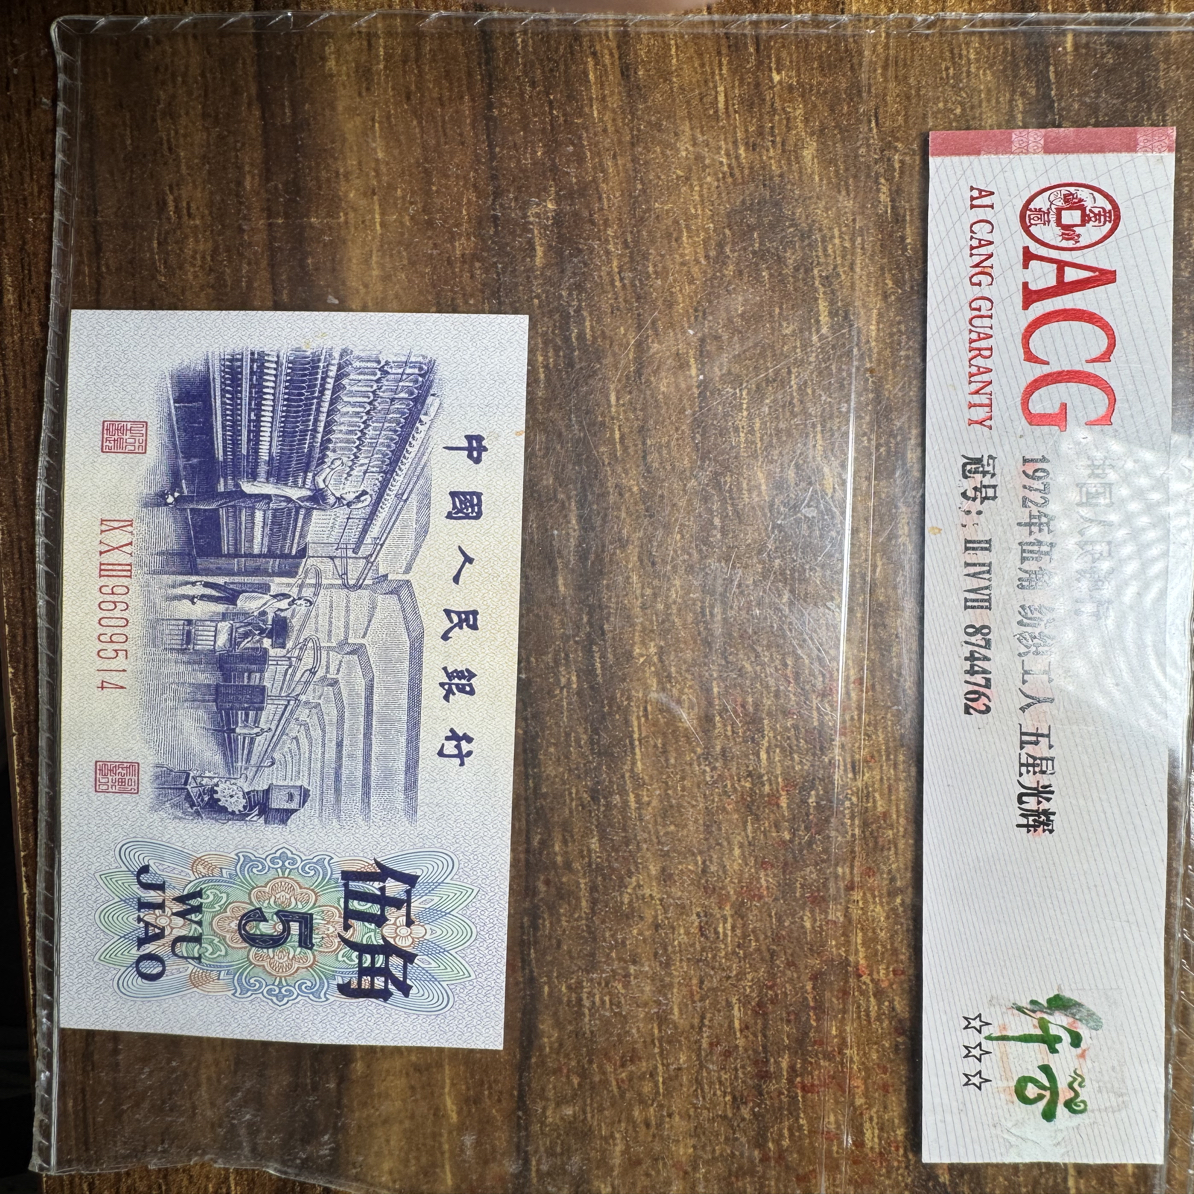 中國人民銀行
伍角
5
WU
JIAO
ⅨⅩⅢ9609514
ACG
AI CANG GUARANTY
中国人民银行
1972年伍角 纺织工人 五星光辉
冠号: ⅡⅣⅦ 8744762
☆☆☆